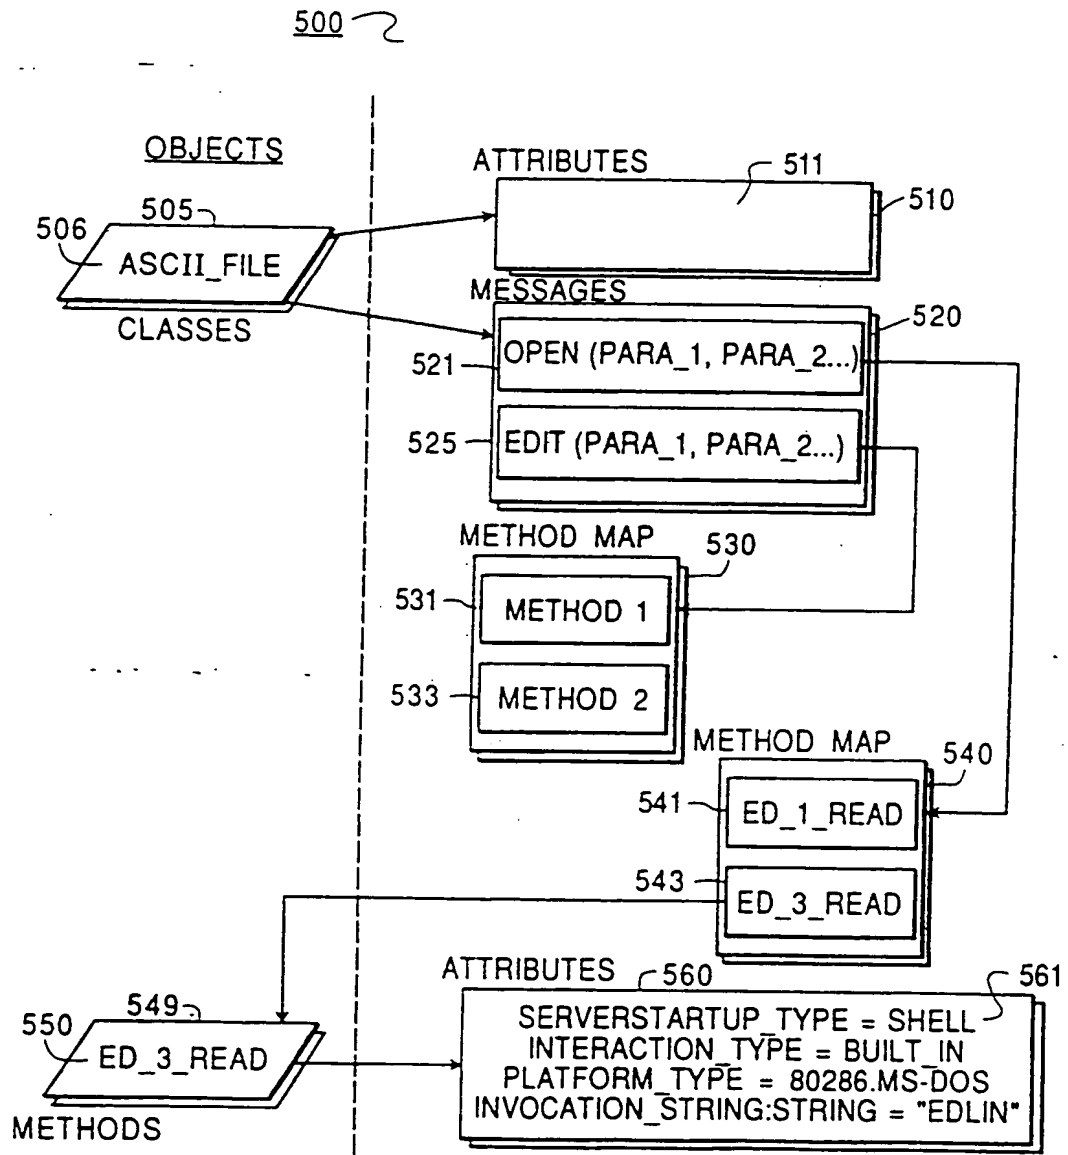 500
OBJECTS
ATTRIBUTES
511
510
505
506
ASCII_FILE
CLASSES
MESSAGES
520
521
OPEN (PARA_1, PARA_2...)
525
EDIT (PARA_1, PARA_2...)
METHOD MAP
530
531
METHOD 1
533
METHOD 2
METHOD MAP
540
541
ED_1_READ
543
ED_3_READ
ATTRIBUTES
560
561
549
550
ED_3_READ
METHODS
SERVERSTARTUP_TYPE = SHELL
INTERACTION_TYPE = BUILT_IN
PLATFORM_TYPE = 80286.MS-DOS
INVOCATION_STRING:STRING = "EDLIN"